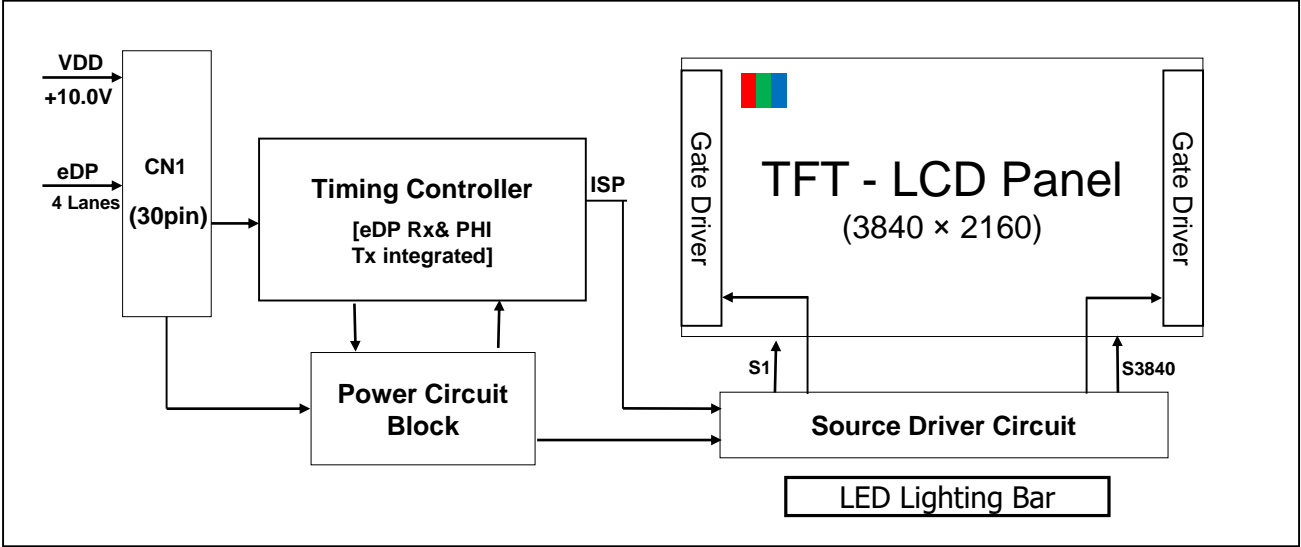 VDD
+10.0V
eDP
4 Lanes
CN1
(30pin)
Timing Controller
[eDP Rx& PHI
Tx integrated]
ISP
Power Circuit
Block
Gate Driver
TFT - LCD Panel
(3840 × 2160)
Gate Driver
S1
S3840
Source Driver Circuit
LED Lighting Bar